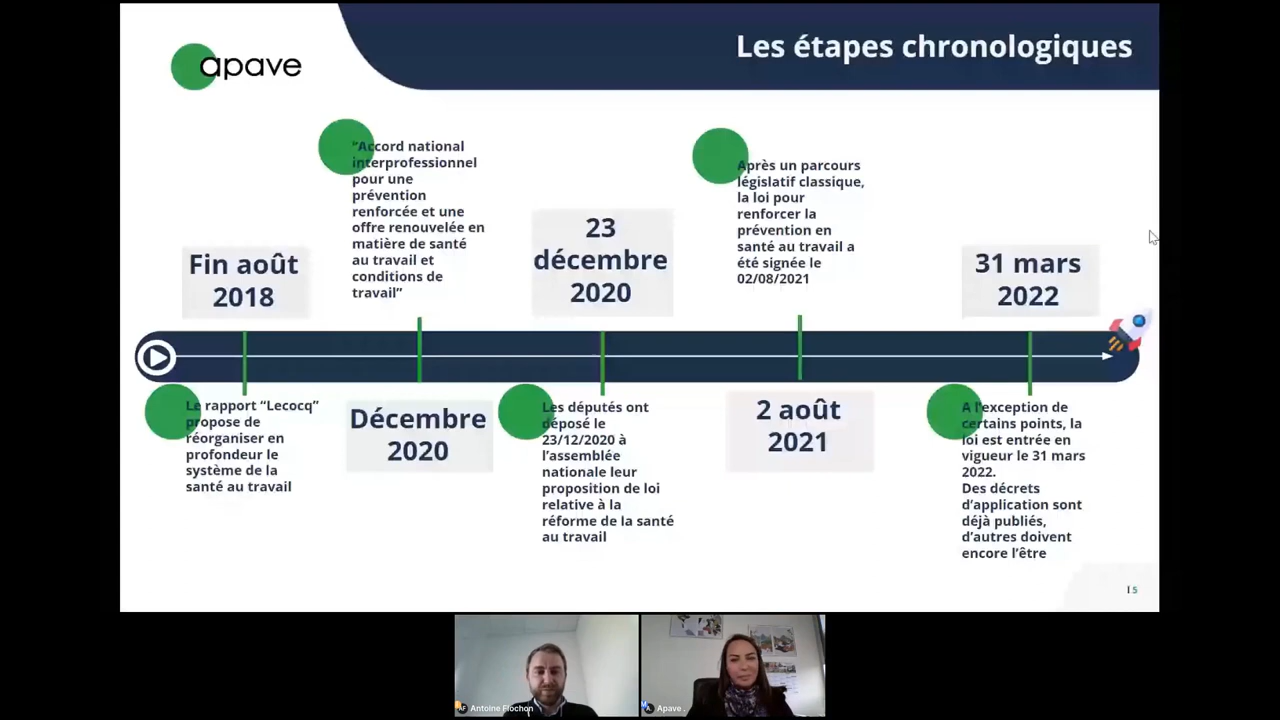 apave
Les étapes chronologiques
Fin août
2018
Le rapport “Lecocq”
propose de
réorganiser en
profondeur le
système de la
santé au travail
“Accord national
interprofessionnel
pour une
prévention
renforcée et une
offre renouvelée en
matière de santé
au travail et
conditions de
travail”
Décembre
2020
23
décembre
2020
Les députés ont
déposé le
23/12/2020 à
l’assemblée
nationale leur
proposition de loi
relative à la
réforme de la santé
au travail
Après un parcours
législatif classique,
la loi pour
renforcer la
prévention en
santé au travail a
été signée le
02/08/2021
2 août
2021
31 mars
2022
A l’exception de
certains points, la
loi est entrée en
vigueur le 31 mars
2022.
Des décrets
d’application sont
déjà publiés,
d’autres doivent
encore l’être
I 5
AF Antoine Flochon
A. Apave .